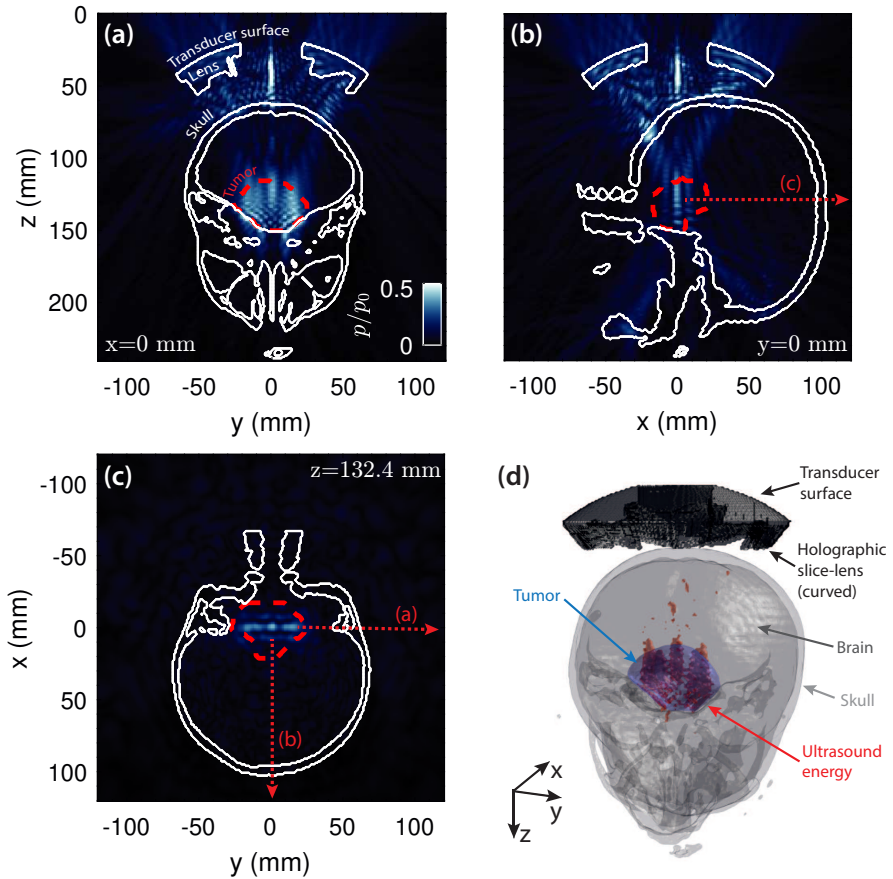 (a)
Transducer surface
Lens
Skull
Tumor
0
50
100
150
200
z (mm)
0.5
p/p₀
0
x=0 mm
-100
-50
0
50
100
y (mm)
(b)
(c)
y=0 mm
-100
-50
0
50
100
x (mm)
(c)
z=132.4 mm
-100
-50
0
50
100
x (mm)
(a)
(b)
-100
-50
0
50
100
y (mm)
(d)
Transducer
surface
Holographic
slice-lens
(curved)
Tumor
Brain
Skull
Ultrasound
energy
x
y
z